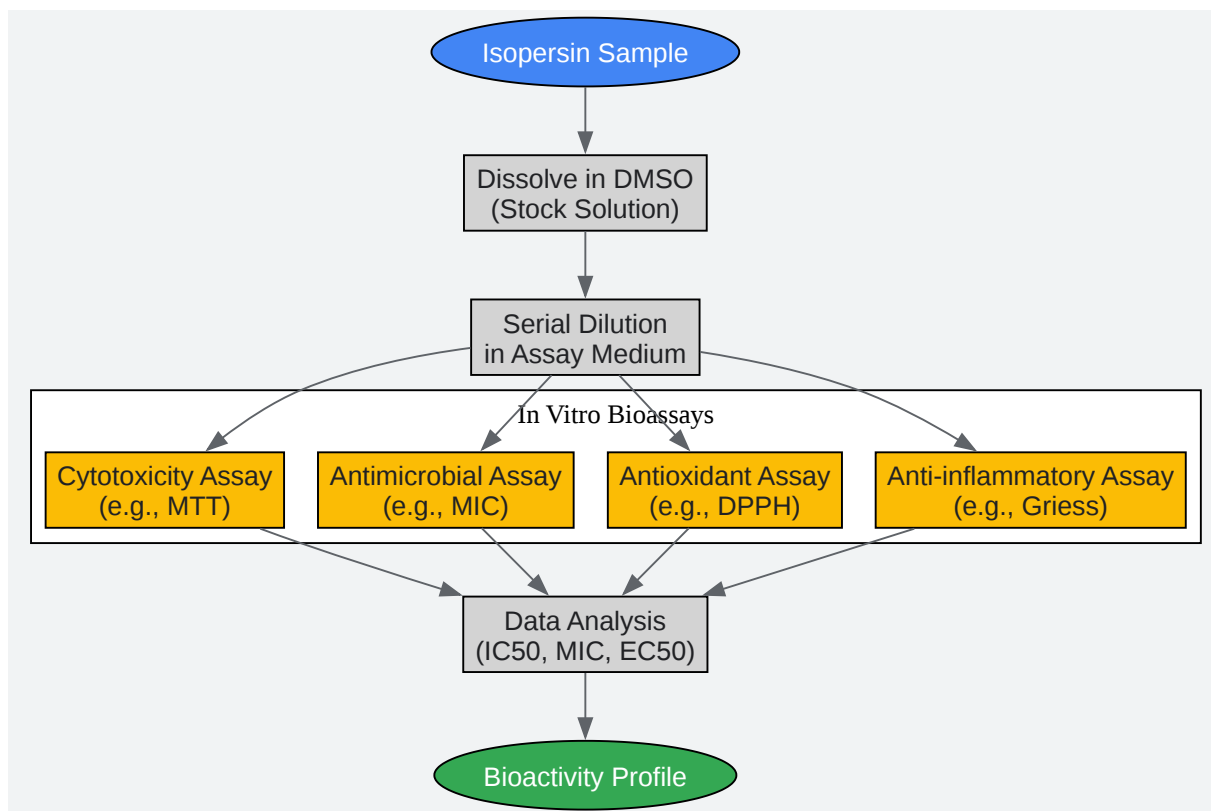 Isopersin Sample
Dissolve in DMSO
(Stock Solution)
Serial Dilution
in Assay Medium
In Vitro Bioassays
Cytotoxicity Assay
(e.g., MTT)
Antimicrobial Assay
(e.g., MIC)
Antioxidant Assay
(e.g., DPPH)
Anti-inflammatory Assay
(e.g., Griess)
Data Analysis
(IC50, MIC, EC50)
Bioactivity Profile